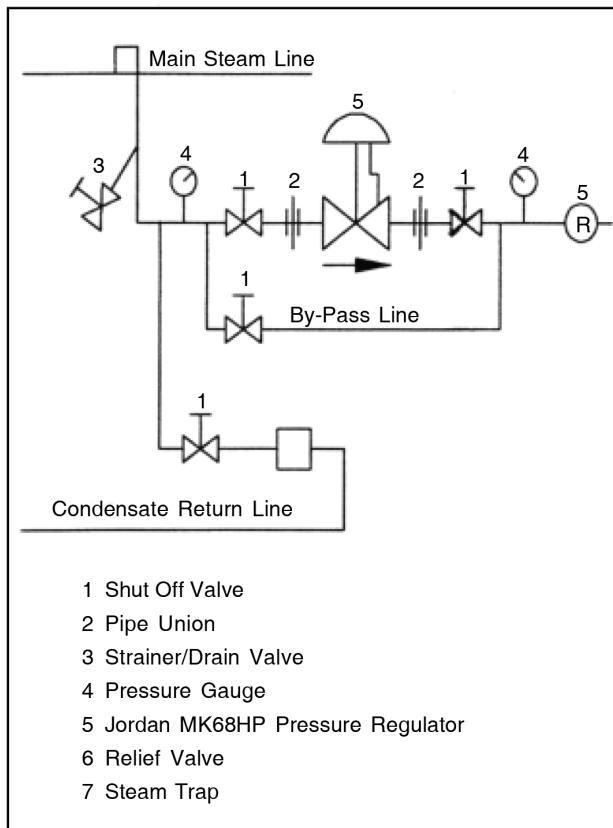 Main Steam Line
5
3
4
1
2
2
1
4
5
R
1
By-Pass Line
1
Condensate Return Line
1 Shut Off Valve
2 Pipe Union
3 Strainer/Drain Valve
4 Pressure Gauge
5 Jordan MK68HP Pressure Regulator
6 Relief Valve
7 Steam Trap